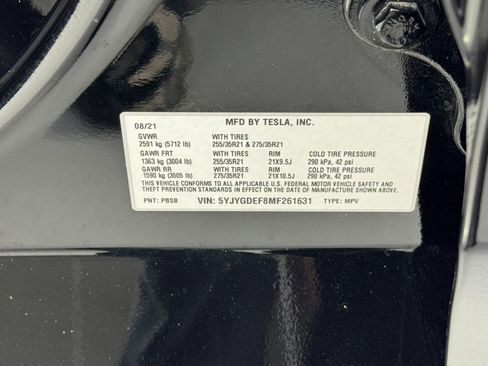 MFD BY TESLA, INC.
08/21
GVWR WITH TIRES
2591 kg (5712 lb) 255/35R21 & 275/35R21
GAWR FRT WITH TIRES RIM COLD TIRE PRESSURE
1363 kg (3004 lb) 255/35R21 21X9.5J 290 kPa, 42 psi
GAWR RR WITH TIRES RIM COLD TIRE PRESSURE
1590 kg (3505 lb) 275/35R21 21X10.5J 290 kPa, 42 psi
THIS VEHICLE CONFORMS TO ALL APPLICABLE U.S. FEDERAL MOTOR VEHICLE SAFETY AND
THEFT PREVENTION STANDARDS IN EFFECT ON THE DATE OF MANUFACTURE SHOWN ABOVE.
PNT: PBSB VIN: 5YJYGDEF8MF261631 TYPE: MPV